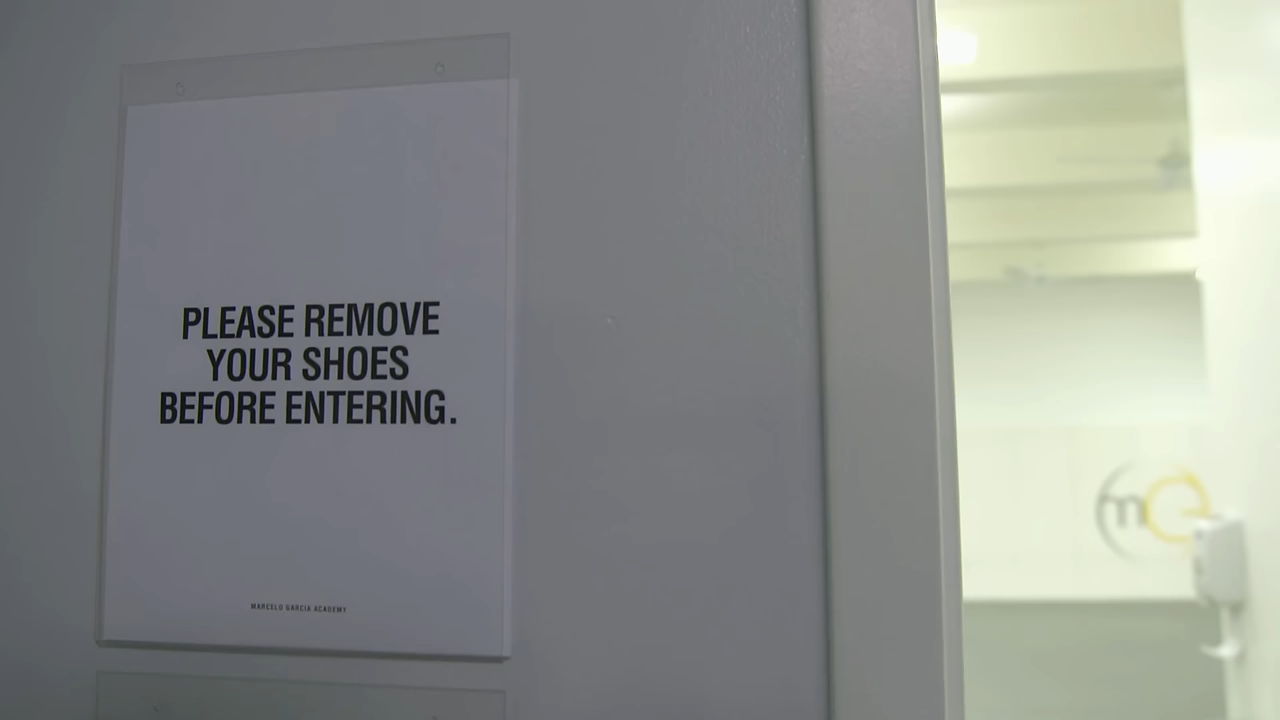 PLEASE REMOVE
YOUR SHOES
BEFORE ENTERING.
MARCELO GARCIA ACADEMY